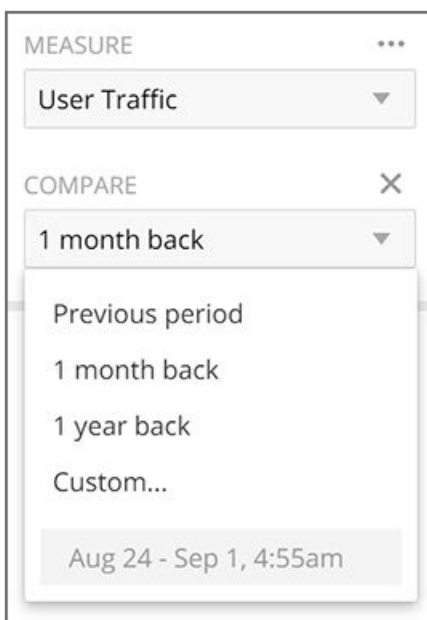 MEASURE
User Traffic
COMPARE
1 month back
Previous period
1 month back
1 year back
Custom...
Aug 24 - Sep 1, 4:55am